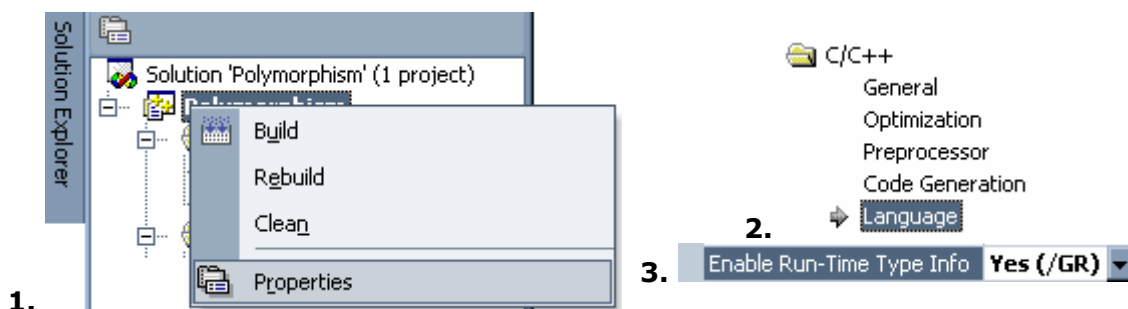 Solution Explorer
Solution 'Polymorphism' (1 project)
Build
Rebuild
Clean
Properties
1.
C/C++
General
Optimization
Preprocessor
Code Generation
Language
2.
3.
Enable Run-Time Type Info Yes (/GR)